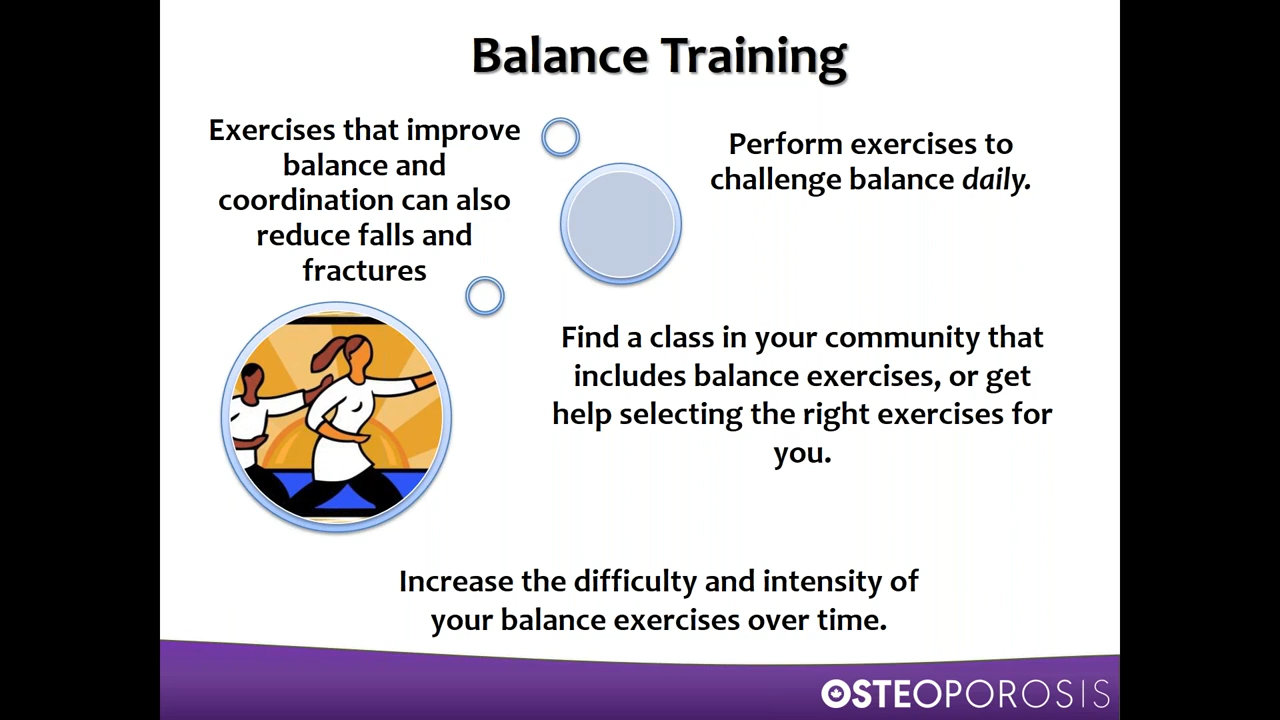 Balance Training
Exercises that improve
balance and
coordination can also
reduce falls and
fractures
Perform exercises to
challenge balance daily.
Find a class in your community that
includes balance exercises, or get
help selecting the right exercises for
you.
Increase the difficulty and intensity of
your balance exercises over time.
OSTEOPOROSIS